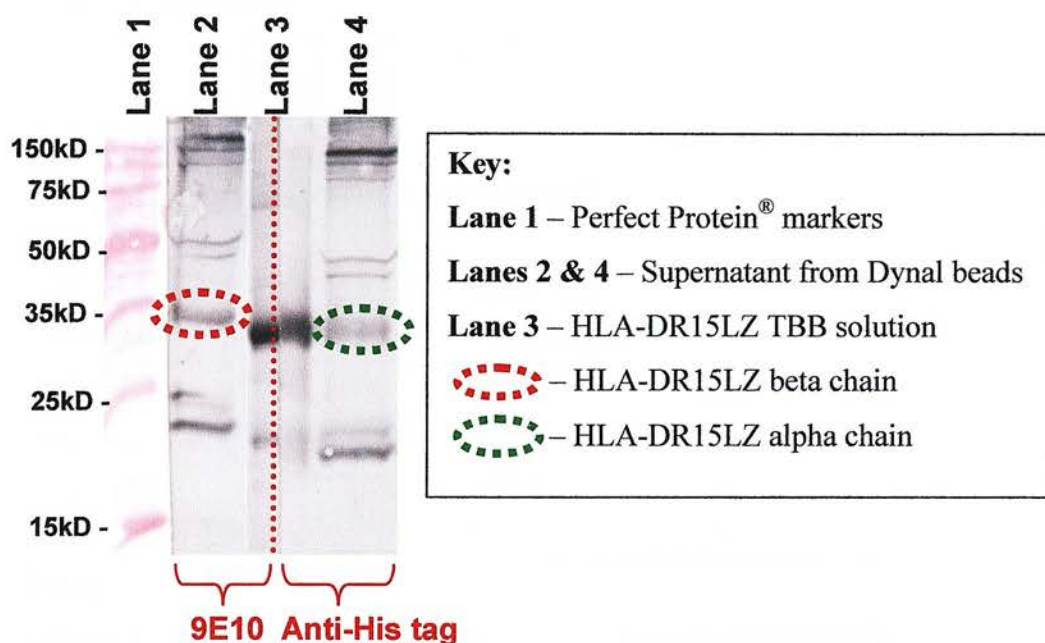 Lane 1
Lane 2
Lane 3
Lane 4
150kD -
75kD -
50kD -
35kD -
25kD -
15kD -
9E10
Anti-His tag
Key:
Lane 1 – Perfect Protein® markers
Lanes 2 & 4 – Supernatant from Dynal beads
Lane 3 – HLA-DR15LZ TBB solution
– HLA-DR15LZ beta chain
– HLA-DR15LZ alpha chain